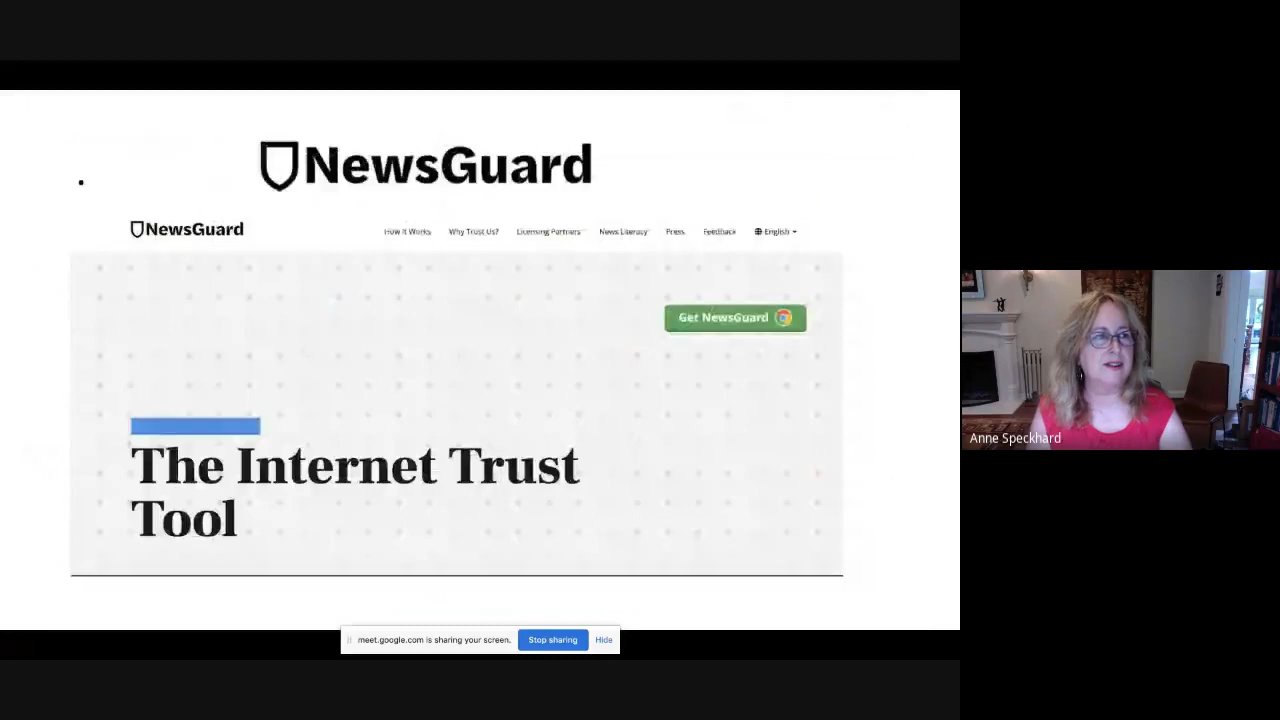 NewsGuard
NewsGuard
How It Works Why Trust Us? Licensing Partners News Literacy Press Feedback English
Get NewsGuard
The Internet Trust
Tool
Anne Speckhard
meet.google.com is sharing your screen. Stop sharing Hide